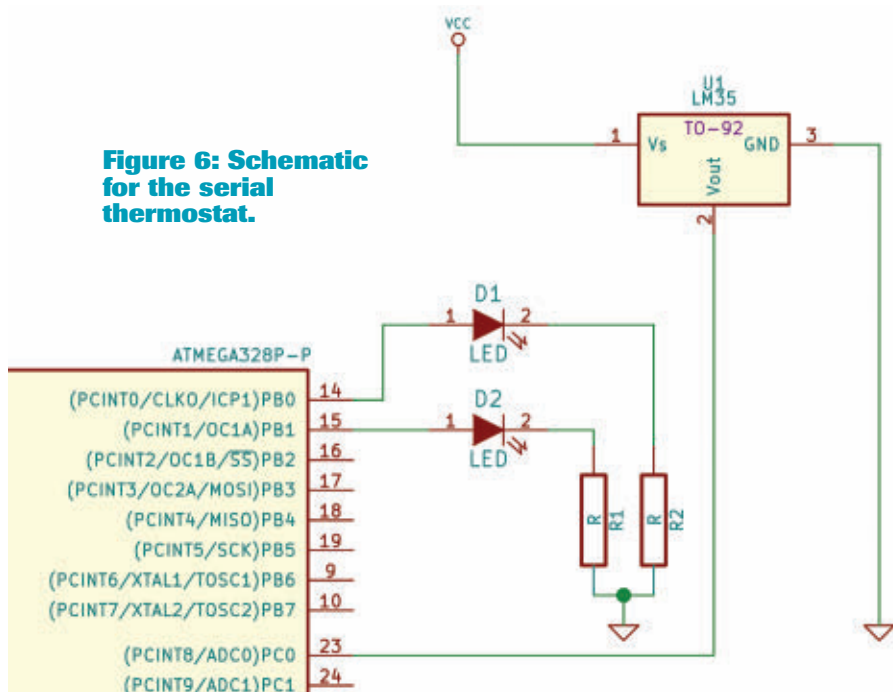 VCC
U1
LM35
TO-92
1
Vs
GND
3
Vout
2
Figure 6: Schematic
for the serial
thermostat.
D1
1
2
LED
ATMEGA328P-P
(PCINT0/CLKO/ICP1)PB0
14
D2
(PCINT1/OC1A)PB1
15
1
2
LED
(PCINT2/OC1B/SS)PB2
16
(PCINT3/OC2A/MOSI)PB3
17
(PCINT4/MISO)PB4
18
R
R1
R
R2
(PCINT5/SCK)PB5
19
(PCINT6/XTAL1/TOSC1)PB6
9
(PCINT7/XTAL2/TOSC2)PB7
10
(PCINT8/ADC0)PC0
23
(PCINT9/ADC1)PC1
24